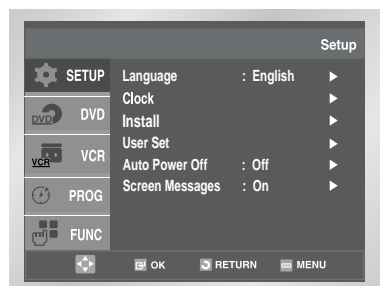 Setup
SETUP
Language : English ►
Clock ►
Install ►
User Set ►
Auto Power Off : Off ►
Screen Messages : On ►
DVD DVD
VCR VCR
PROG
FUNC
OK RETURN MENU